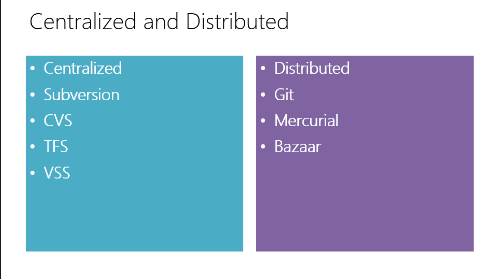 Centralized and Distributed
• Centralized
• Subversion
• CVS
• TFS
• VSS
• Distributed
• Git
• Mercurial
• Bazaar